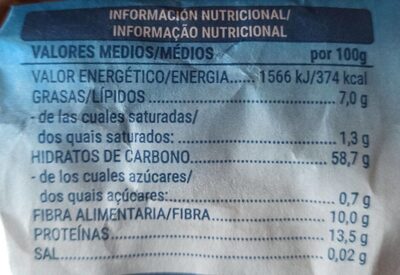 INFORMACIÓN NUTRICIONAL/
INFORMAÇÃO NUTRICIONAL
VALORES MEDIOS/MÉDIOS por 100g
VALOR ENERGÉTICO/ENERGIA..... 1566 kJ/374 kcal
GRASAS/LÍPIDOS ........................ 7,0 g
- de las cuales saturadas/
dos quais saturados: ................... 1,3 g
HIDRATOS DE CARBONO............... 58,7 g
- de los cuales azúcares/
dos quais açúcares:...................... 0,7 g
FIBRA ALIMENTARIA/FIBRA............ 10,0 g
PROTEÍNAS................................ 13,5 g
SAL............................................ 0,02 g